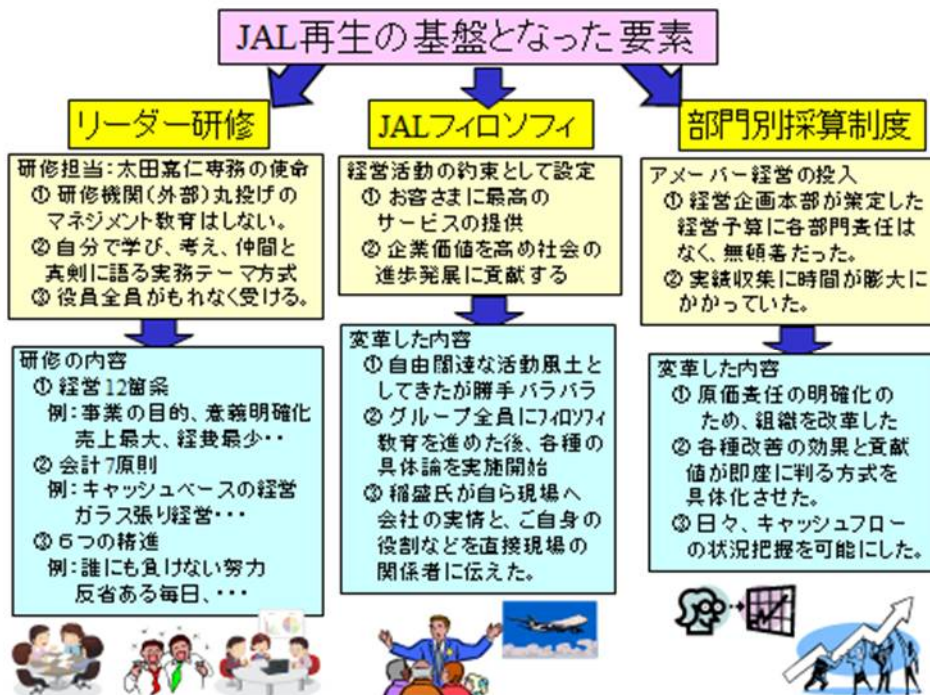 JAL再生の基盤となった要素
リーダー研修
研修担当：太田嘉仁専務の使命
① 研修機関（外部）丸投げの
マネジメント教育はしない。
② 自分で学び、考え、仲間と
真剣に語る実務テーマ方式
③ 役員全員がもれなく受ける。
研修の内容
① 経営12箇条
例：事業の目的、意義明確化
売上最大、経費最少・・
② 会計7原則
例：キャッシュベースの経営
ガラス張り経営・・・
③ 6つの精進
例：誰にも負けない努力
反省ある毎日、・・・
JALフィロソフィ
経営活動の約束として設定
① お客さまに最高の
サービスの提供
② 企業価値を高め社会の
進歩発展に貢献する
変革した内容
① 自由闊達な活動風土と
してきたが勝手バラバラ
② グループ全員にフィロソフィ
教育を進めた後、各種の
具体論を実施開始
③ 稲盛氏が自ら現場へ
会社の実情と、ご自身の
役割などを直接現場の
関係者に伝えた。
部門別採算制度
アメーバー経営の投入
① 経営企画本部が策定した
経営予算に各部門責任は
なく、無頓着だった。
② 実績収集に時間が膨大に
かかっていた。
変革した内容
① 原価責任の明確化の
ため、組織を改革した
② 各種改善の効果と貢献
値が即座に判る方式を
具体化させた。
③ 日々、キャッシュフロー
の状況把握を可能にした。